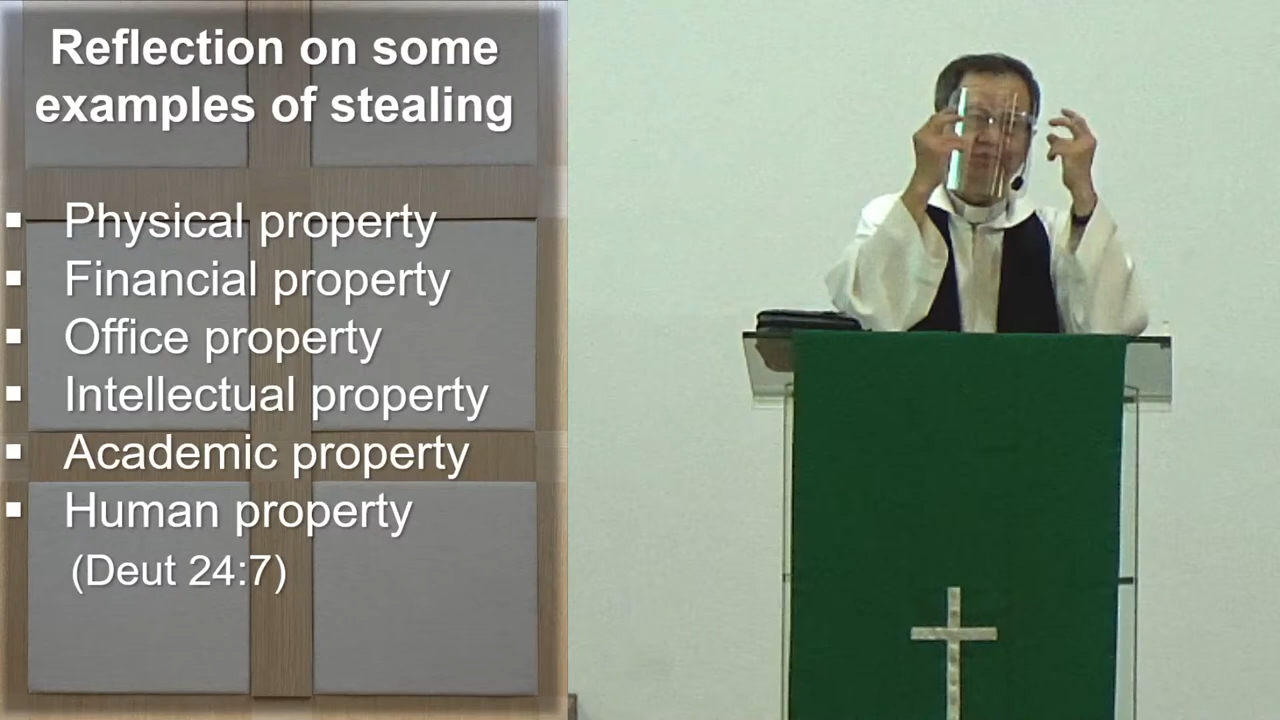 Reflection on some
examples of stealing
▪ Physical property
▪ Financial property
▪ Office property
▪ Intellectual property
▪ Academic property
▪ Human property
(Deut 24:7)